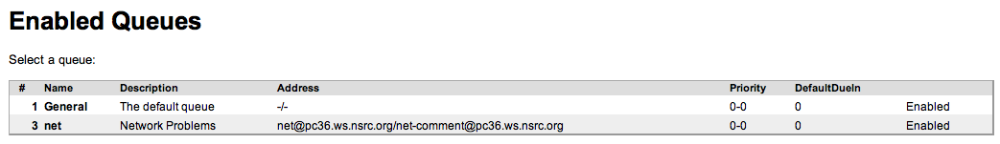 Enabled Queues
Select a queue:
# Name Description Address Priority DefaultDueIn
1 General The default queue -/- 0-0 0 Enabled
3 net Network Problems net@pc36.ws.nsrc.org/net-comment@pc36.ws.nsrc.org 0-0 0 Enabled